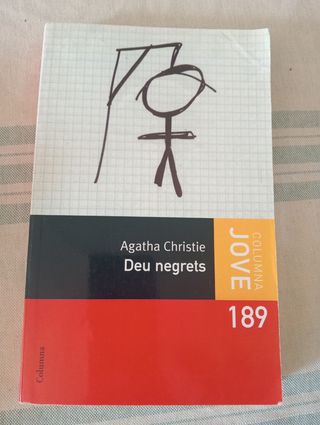 Agatha Christie
Deu negrets
COLUMNA
JOVE
189
Columna